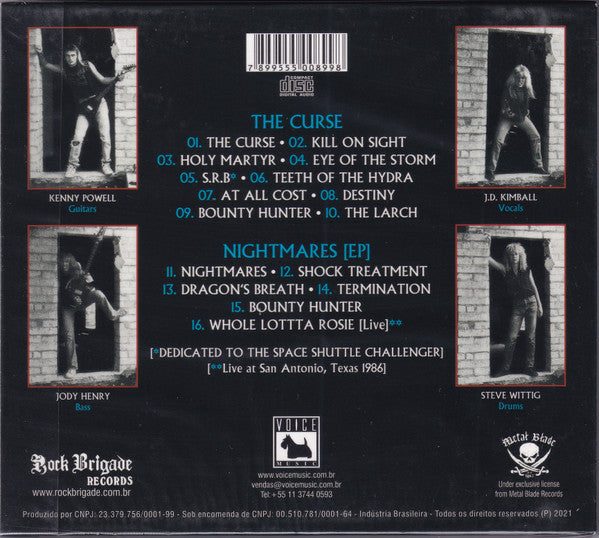 7 899555 008998
COMPACT
disc
DIGITAL AUDIO
THE CURSE
01. THE CURSE • 02. KILL ON SIGHT
03. HOLY MARTYR • 04. EYE OF THE STORM
05. S.R.B* • 06. TEETH OF THE HYDRA
07. AT ALL COST • 08. DESTINY
09. BOUNTY HUNTER • 10. THE LARCH
KENNY POWELL
Guitars
J.D. KIMBALL
Vocals
NIGHTMARES [EP]
11. NIGHTMARES • 12. SHOCK TREATMENT
13. DRAGON'S BREATH • 14. TERMINATION
15. BOUNTY HUNTER
16. WHOLE LOTTTA ROSIE [Live]**
[*DEDICATED TO THE SPACE SHUTTLE CHALLENGER]
[**Live at San Antonio, Texas 1986]
JODY HENRY
Bass
STEVE WITTIG
Drums
Rock Brigade
RECORDS
www.rockbrigade.com.br
VOICE
MUSIC
www.voicemusic.com.br
vendas@voicemusic.com.br
Tel: +55 11 3744 0593
Metal Blade
Under exclusive license
from Metal Blade Records
Produzido por CNPJ: 23.379.756/0001-99 • Sob encomenda de CNPJ: 00.510.781/0001-64 - Indústria Brasileira - Todos os direitos reservados (P) 2021